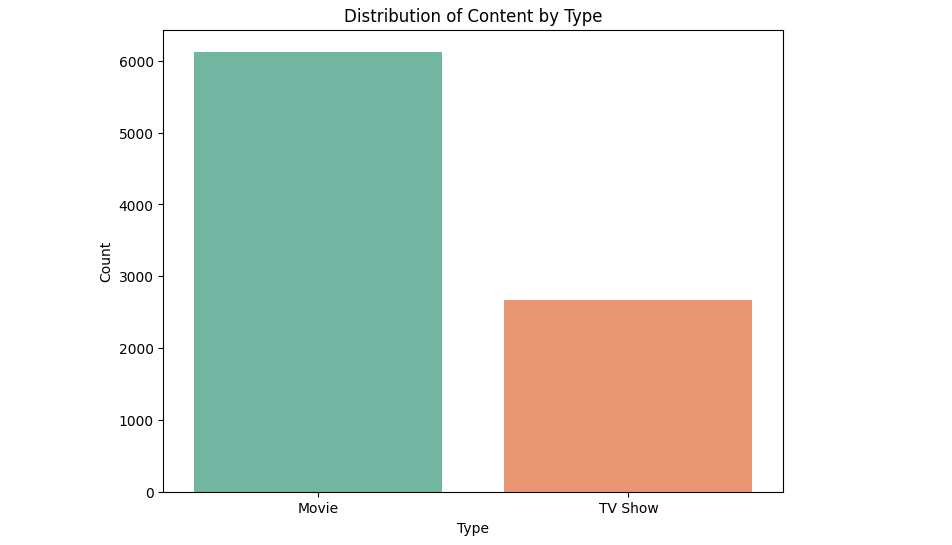 Distribution of Content by Type
6000
5000
4000
3000
2000
1000
0
Count
Movie
TV Show
Type